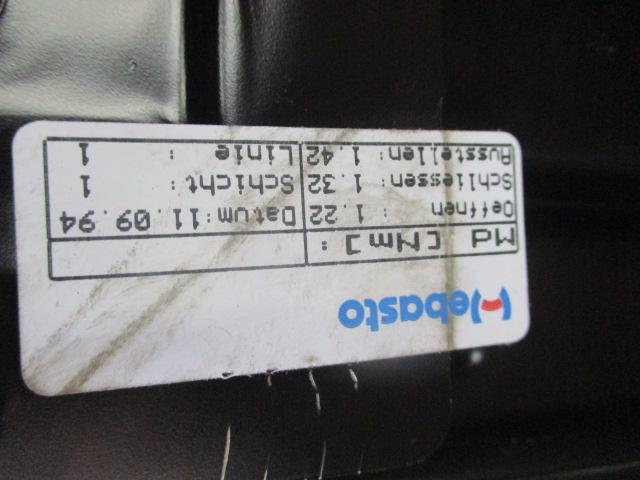 Webasto
Md [Nm]:
Oeffnen : 1.22 Datum:11.09.94
Schliessen: 1.32 Schicht : 1
Ausstellen: 1.42 Linie : 1